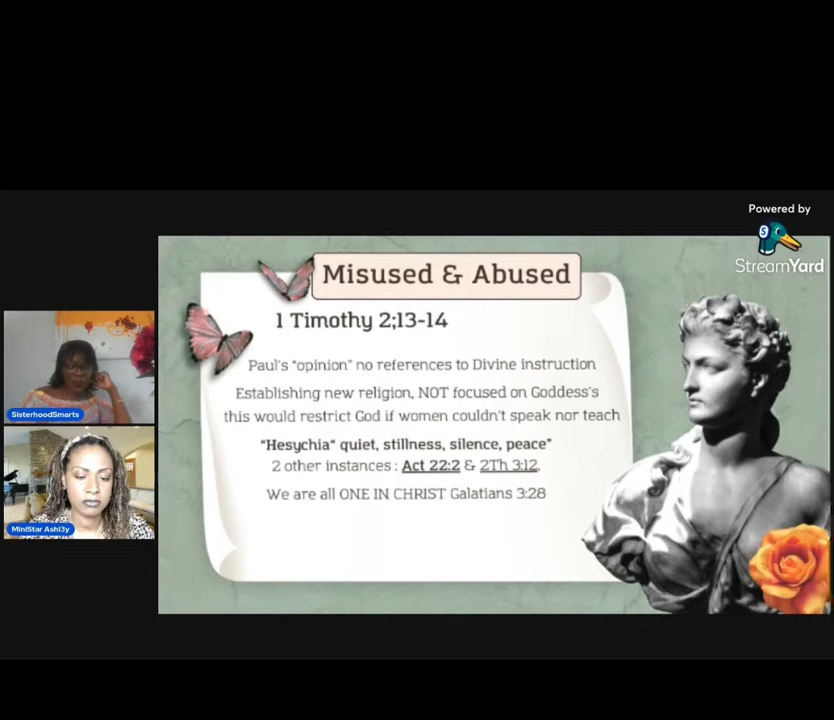 Powered by
StreamYard
Misused & Abused
1 Timothy 2;13-14
Paul's "opinion" no references to Divine instruction
Establishing new religion, NOT focused on Goddess's
this would restrict God if women couldn't speak nor teach
"Hesychia" quiet, stillness, silence, peace"
2 other instances : Act 22:2 & 2Th 3:12,
We are all ONE IN CHRIST Galatians 3:28
SisterhoodSmarts
MiniStar Ashl3y